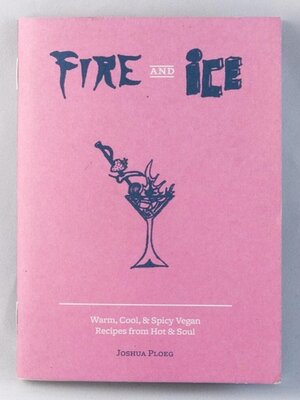 FIRE AND ICE
Warm, Cool, & Spicy Vegan
Recipes from Hot & Soul
Joshua Ploeg